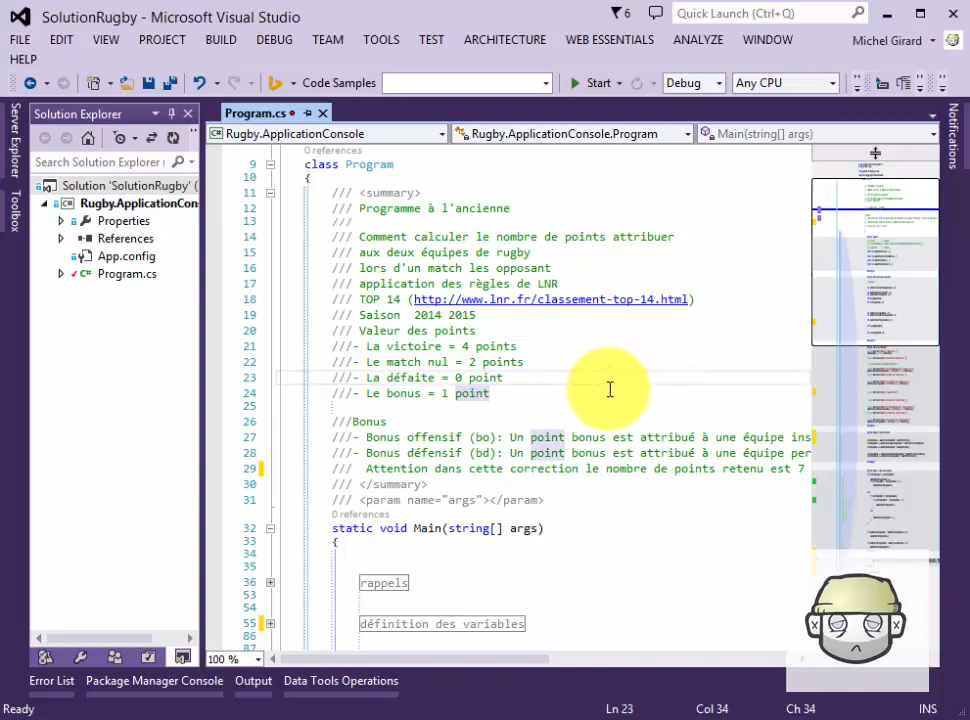 SolutionRugby - Microsoft Visual Studio
6
Quick Launch (Ctrl+Q)
FILE EDIT VIEW PROJECT BUILD DEBUG TEAM TOOLS TEST ARCHITECTURE WEB ESSENTIALS ANALYZE WINDOW Michel Girard
HELP
Code Samples Start Debug Any CPU
Server Explorer
Toolbox
Solution Explorer
Search Solution Explorer (
Solution 'SolutionRugby' (
Rugby.ApplicationCon
Properties
References
App.config
Program.cs
Program.cs
Rugby.ApplicationConsole Rugby.ApplicationConsole.Program Main(string[] args)
0 references
9 class Program
10 {
11 /// <summary>
12 /// Programme à l'ancienne
13 ///
14 /// Comment calculer le nombre de points attribuer
15 /// aux deux équipes de rugby
16 /// lors d'un match les opposant
17 /// application des règles de LNR
18 /// TOP 14 (http://www.lnr.fr/classement-top-14.html)
19 /// Saison 2014 2015
20 /// Valeur des points
21 ///- La victoire = 4 points
22 ///- Le match nul = 2 points
23 ///- La défaite = 0 point
24 ///- Le bonus = 1 point
25
26 ///Bonus
27 ///- Bonus offensif (bo): Un point bonus est attribué à une équipe ins
28 ///- Bonus défensif (bd): Un point bonus est attribué à une équipe per
29 /// Attention dans cette correction le nombre de points retenu est 7
30 /// </summary>
31 /// <param name="args"></param>
0 references
32 static void Main(string[] args)
33 {
34
35
36 rappels
53
54
55 définition des variables
86
87
100 %
Notifications
Error List Package Manager Console Output Data Tools Operations
Ready Ln 23 Col 34 Ch 34 INS